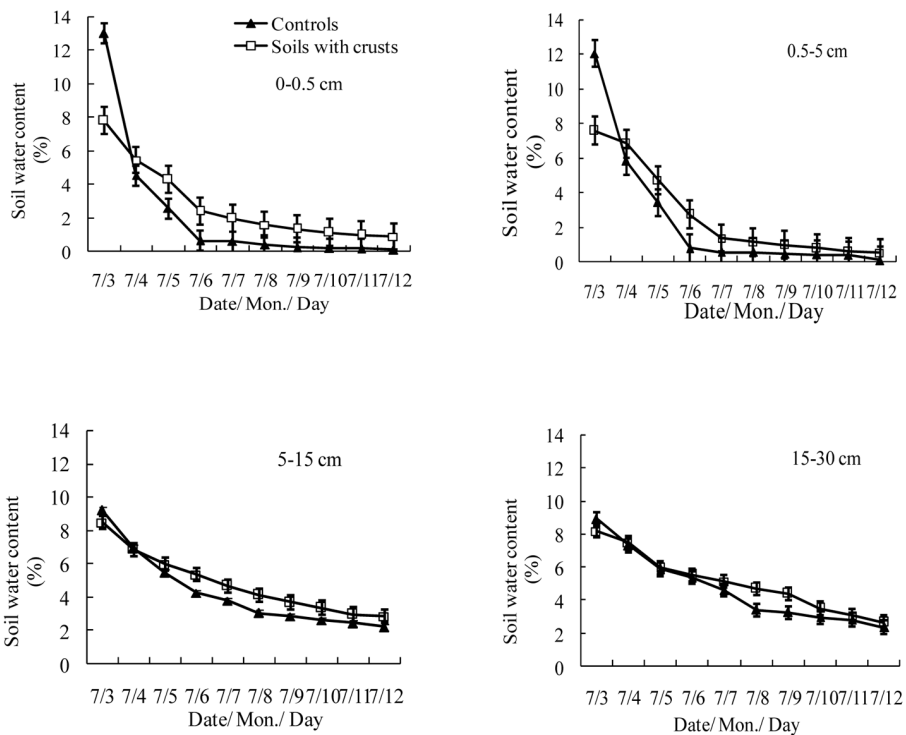 Controls
Soils with crusts
0-0.5 cm
Soil water content
(%)
14
12
10
8
6
4
2
0
7/3 7/4 7/5 7/6 7/7 7/8 7/9 7/10 7/11 7/12
Date/ Mon./ Day
0.5-5 cm
Soil water content
(%)
14
12
10
8
6
4
2
0
7/3 7/4 7/5 7/6 7/7 7/8 7/9 7/10 7/11 7/12
Date/ Mon./ Day
5-15 cm
Soil water content
(%)
14
12
10
8
6
4
2
0
7/3 7/4 7/5 7/6 7/7 7/8 7/9 7/10 7/11 7/12
Date/ Mon./ Day
15-30 cm
Soil water content
(%)
14
12
10
8
6
4
2
0
7/3 7/4 7/5 7/6 7/7 7/8 7/9 7/10 7/11 7/12
Date/ Mon./ Day